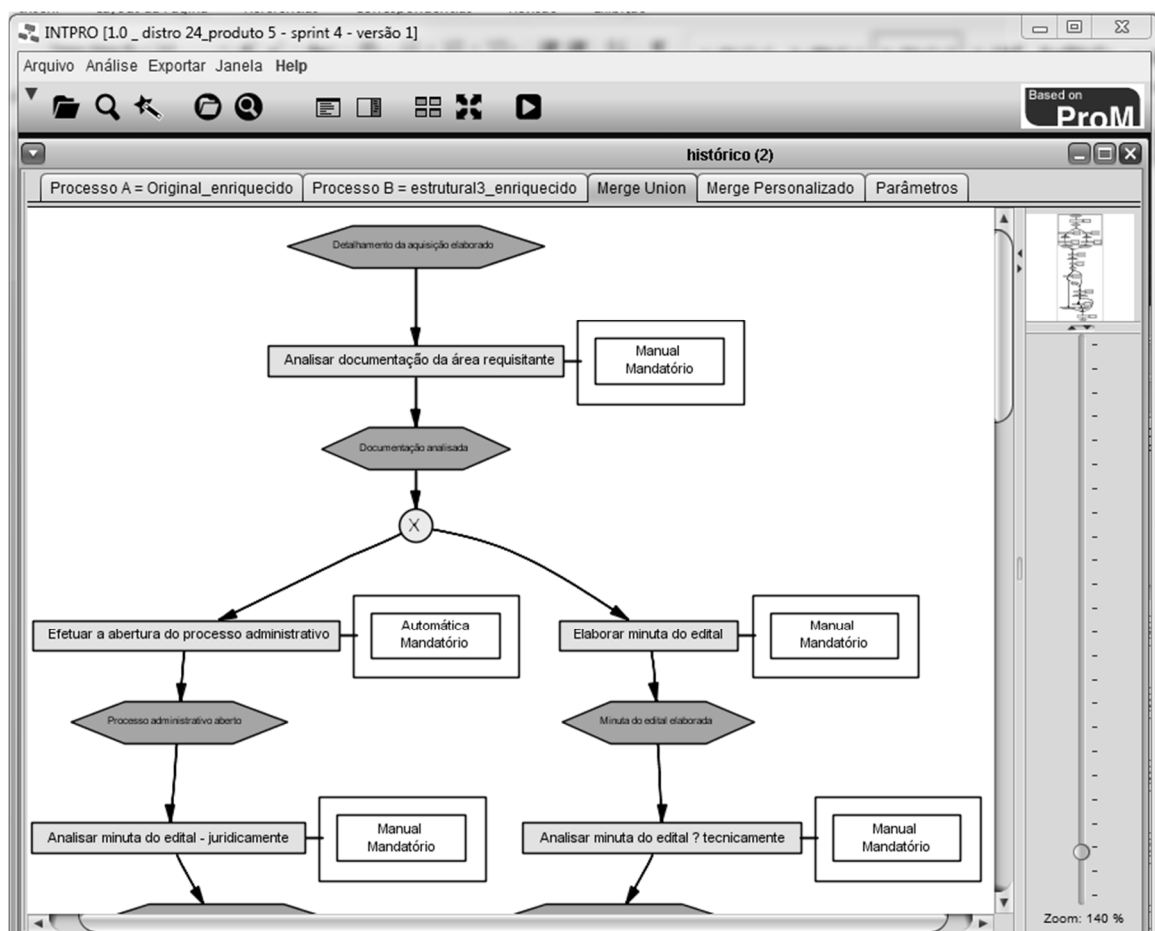 INTPRO [1.0 _ distro 24_produto 5 - sprint 4 - versão 1]
Arquivo Análise Exportar Janela Help
Based on
ProM
histórico (2)
Processo A = Original_enriquecido
Processo B = estrutural3_enriquecido
Merge Union
Merge Personalizado
Parâmetros
Detalhamento da aquisição elaborado
Analisar documentação da área requisitante
Manual
Mandatório
Documentação analisada
X
Efetuar a abertura do processo administrativo
Automática
Mandatório
Elaborar minuta do edital
Manual
Mandatório
Processo administrativo aberto
Minuta do edital elaborada
Analisar minuta do edital - juridicamente
Manual
Mandatório
Analisar minuta do edital ? tecnicamente
Manual
Mandatório
Zoom: 140 %